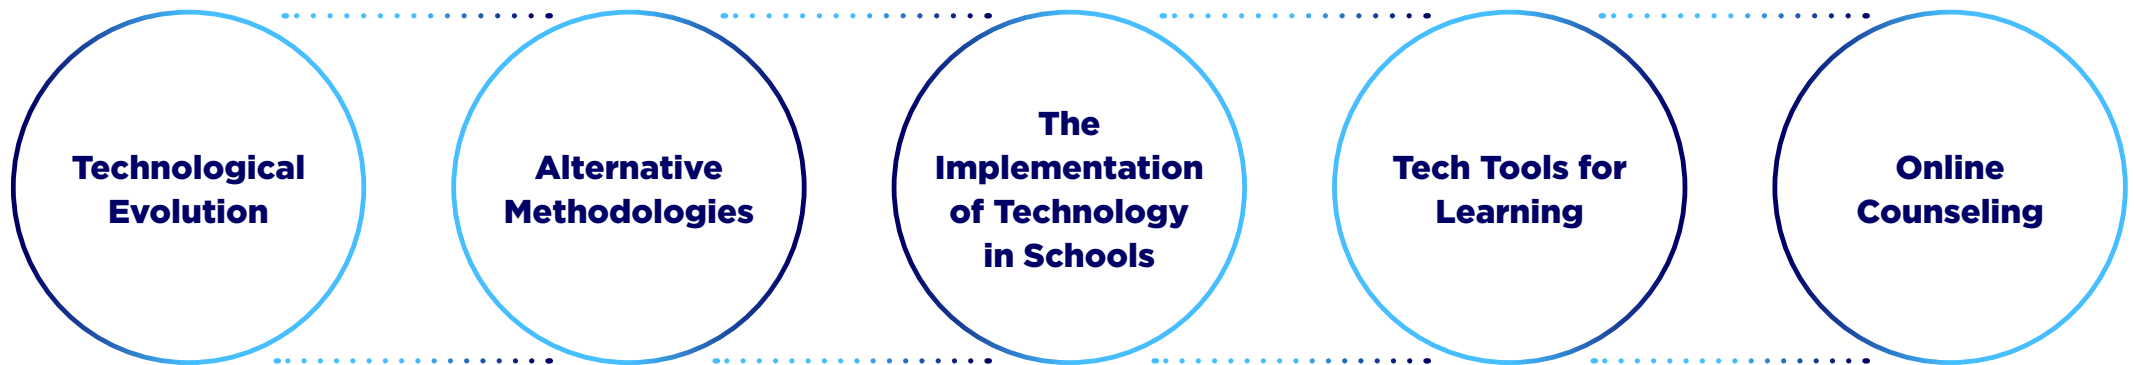 Technological
Evolution
Alternative
Methodologies
The
Implementation
of Technology
in Schools
Tech Tools for
Learning
Online
Counseling